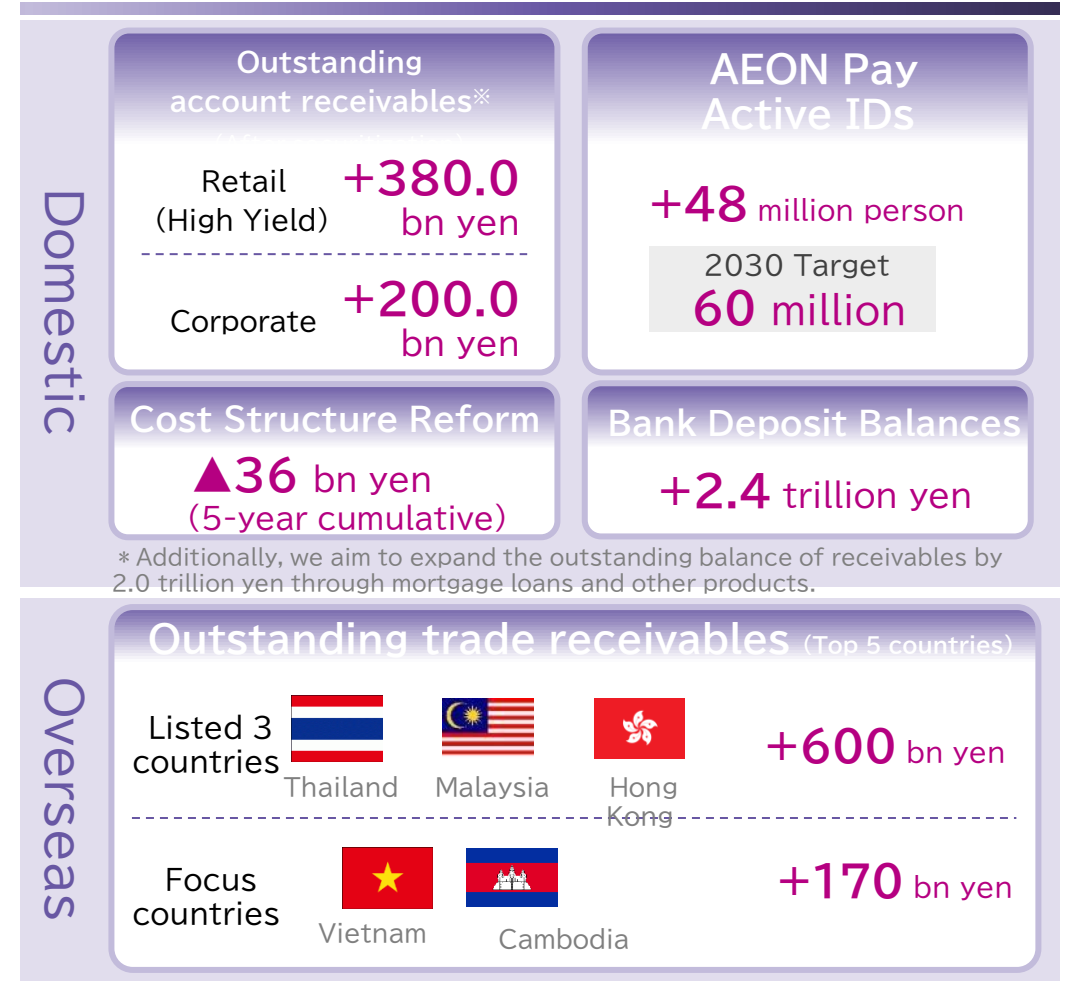 Domestic
Outstanding
account receivables※
Retail
(High Yield)
+380.0
bn yen
Corporate
+200.0
bn yen
AEON Pay
Active IDs
+48 million person
2030 Target
60 million
Cost Structure Reform
▲36 bn yen
(5-year cumulative)
Bank Deposit Balances
+2.4 trillion yen
* Additionally, we aim to expand the outstanding balance of receivables by
2.0 trillion yen through mortgage loans and other products.
Overseas
Outstanding trade receivables (Top 5 countries)
Listed 3
countries
Thailand
Malaysia
Hong
Kong
+600 bn yen
Focus
countries
Vietnam
Cambodia
+170 bn yen